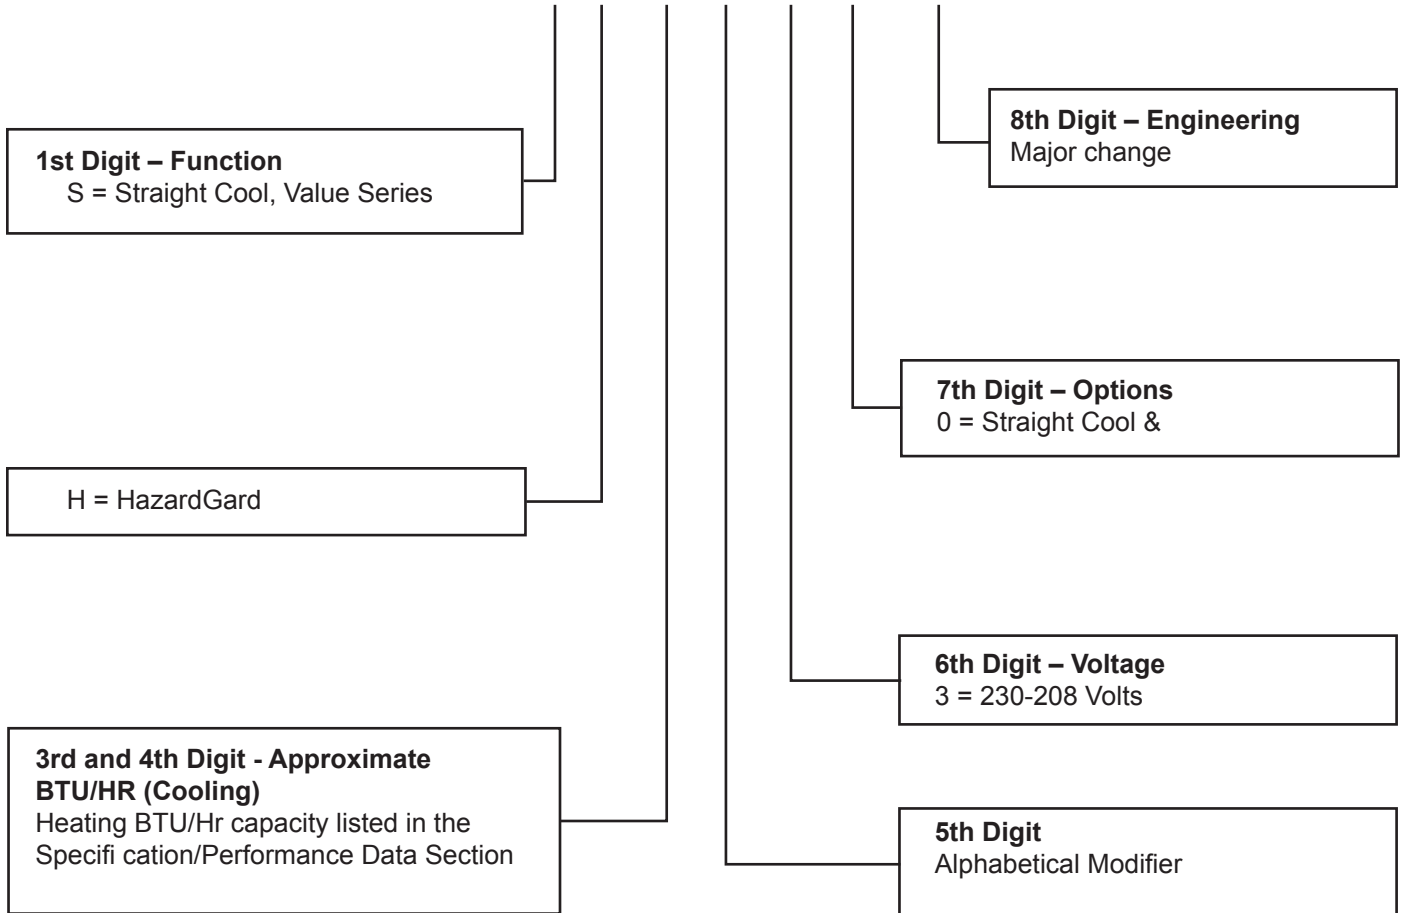 1st Digit – Function
S = Straight Cool, Value Series
H = HazardGard
3rd and 4th Digit - Approximate
BTU/HR (Cooling)
Heating BTU/Hr capacity listed in the
Specifi cation/Performance Data Section
8th Digit – Engineering
Major change
7th Digit – Options
0 = Straight Cool &
6th Digit – Voltage
3 = 230-208 Volts
5th Digit
Alphabetical Modifier